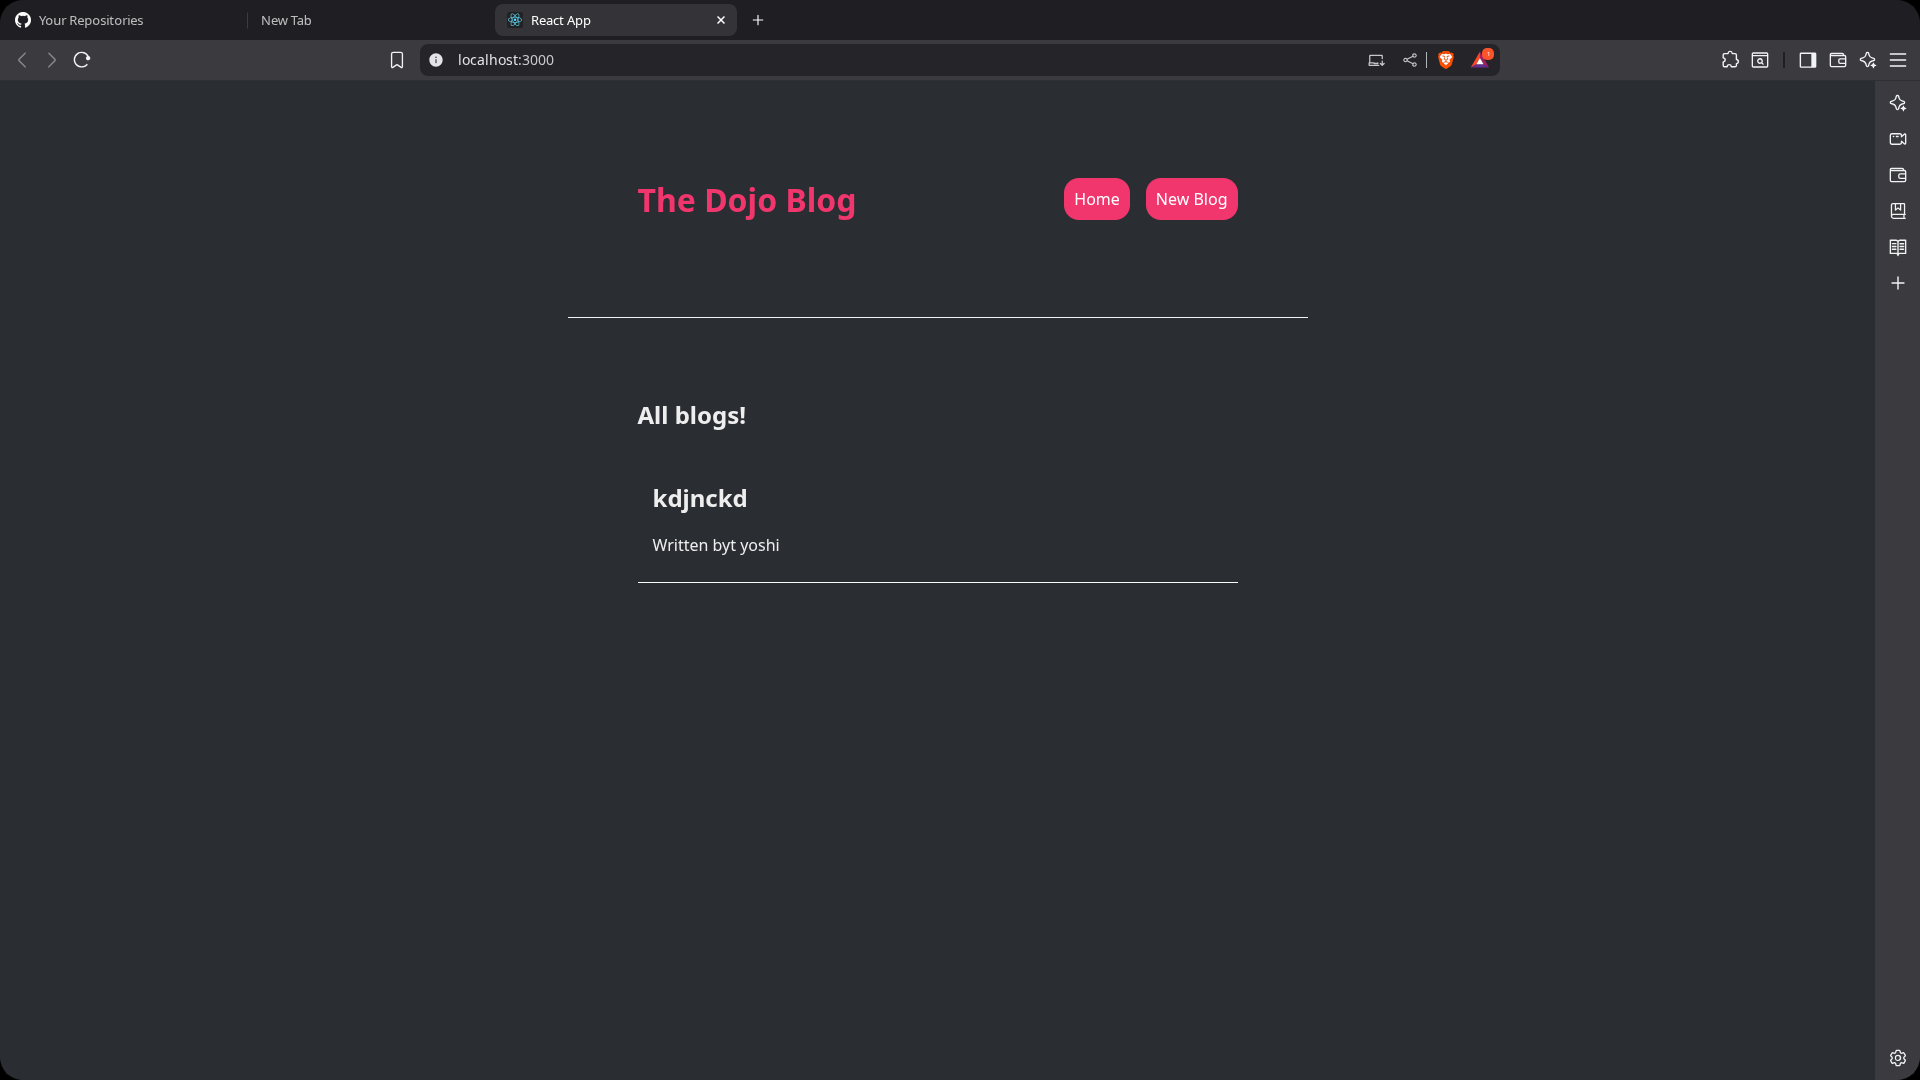 Your Repositories
New Tab
React App
localhost:3000
1
The Dojo Blog
Home
New Blog
All blogs!
kdjnckd
Written byt yoshi